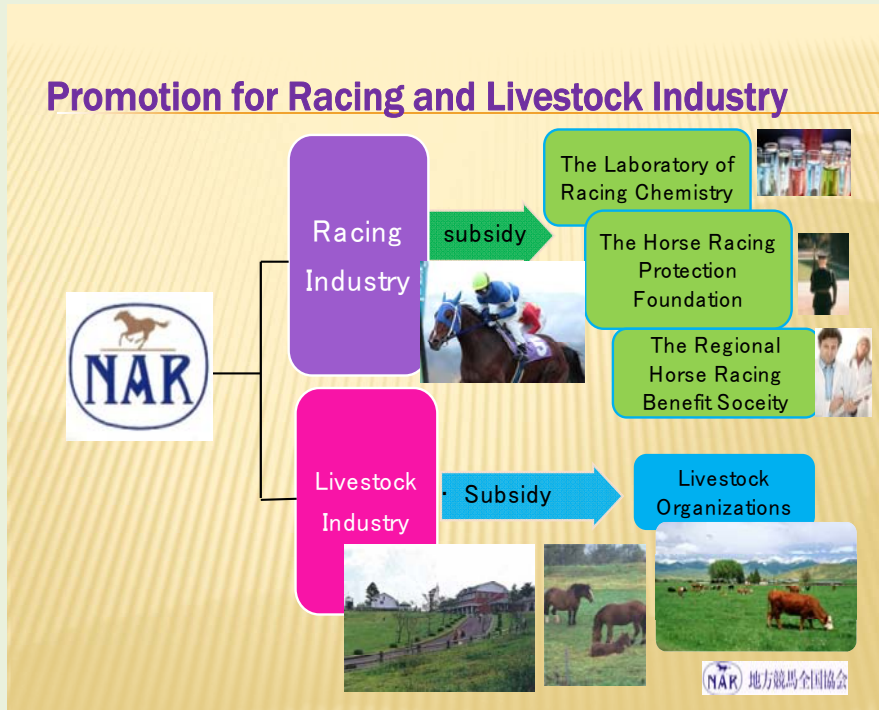 Promotion for Racing and Livestock Industry
NAR
Racing
Industry
subsidy
The Laboratory of
Racing Chemistry
The Horse Racing
Protection
Foundation
The Regional
Horse Racing
Benefit Soceity
Livestock
Industry
· Subsidy
Livestock
Organizations
NAR 地方競馬全国協会